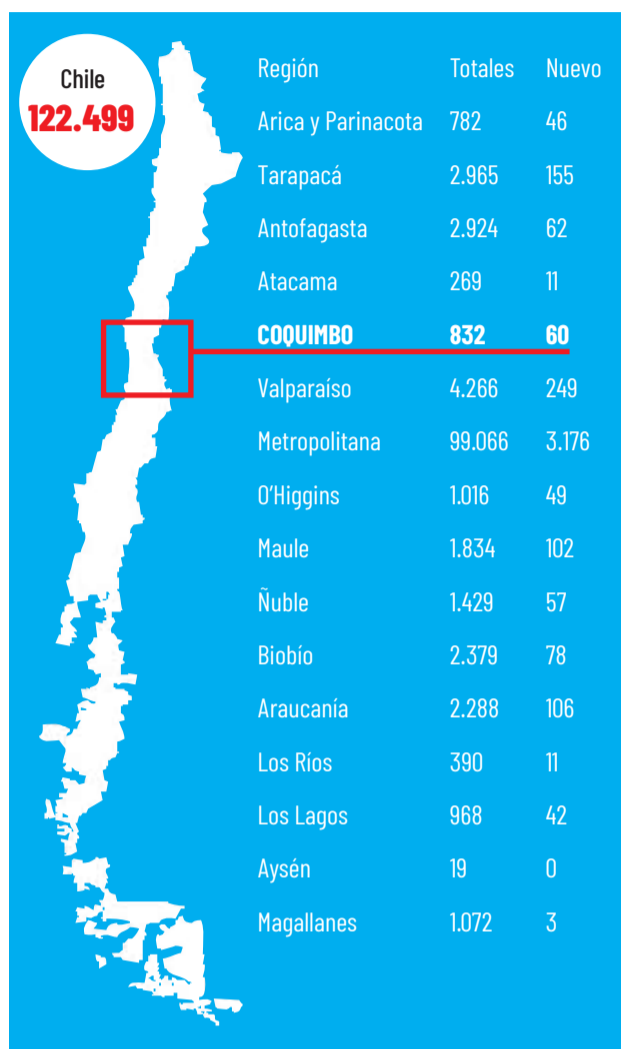 Chile
122.499
Región Totales Nuevo
Arica y Parinacota 782 46
Tarapacá 2.965 155
Antofagasta 2.924 62
Atacama 269 11
COQUIMBO 832 60
Valparaíso 4.266 249
Metropolitana 99.066 3.176
O'Higgins 1.016 49
Maule 1.834 102
Ñuble 1.429 57
Biobío 2.379 78
Araucanía 2.288 106
Los Ríos 390 11
Los Lagos 968 42
Aysén 19 0
Magallanes 1.072 3